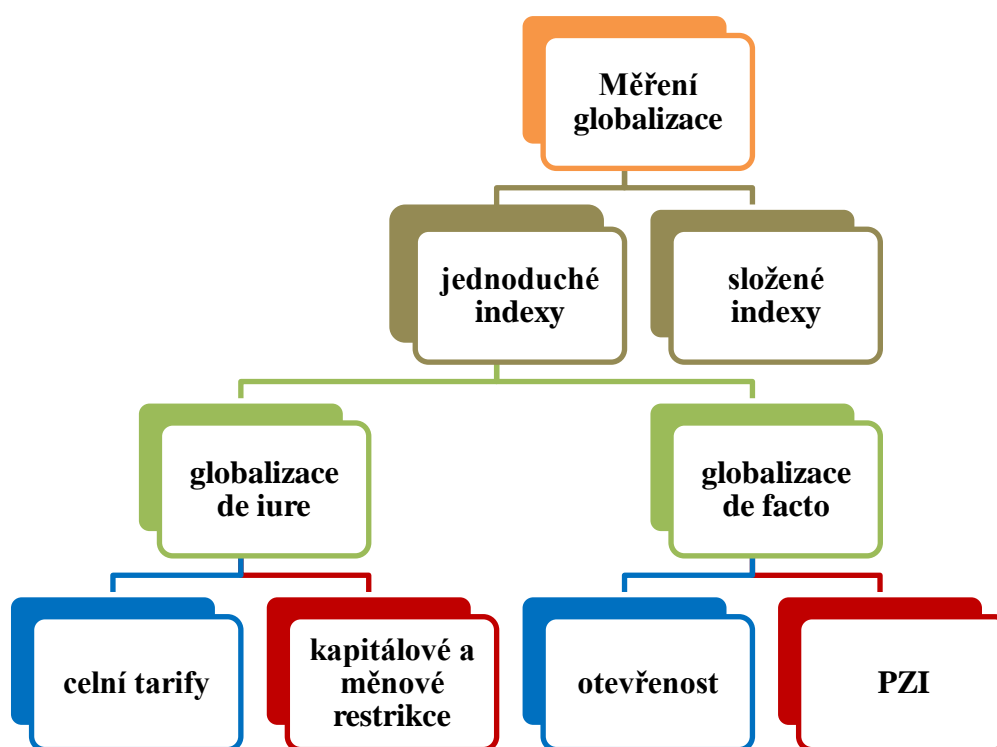 Měření
globalizace
jednoduché
indexy
složené
indexy
globalizace
de iure
globalizace
de facto
celní tarify
kapitálové a
měnové
restrikce
otevřenost
PZI